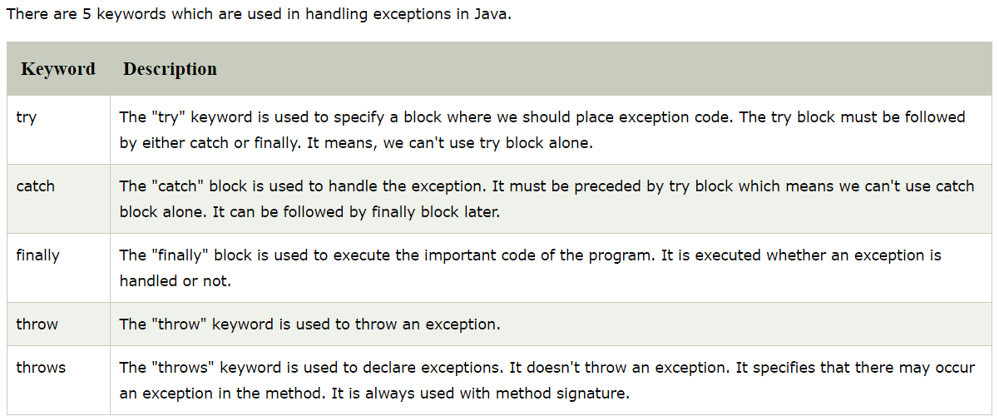 There are 5 keywords which are used in handling exceptions in Java.
Keyword Description
try The "try" keyword is used to specify a block where we should place exception code. The try block must be followed
by either catch or finally. It means, we can't use try block alone.
catch The "catch" block is used to handle the exception. It must be preceded by try block which means we can't use catch
block alone. It can be followed by finally block later.
finally The "finally" block is used to execute the important code of the program. It is executed whether an exception is
handled or not.
throw The "throw" keyword is used to throw an exception.
throws The "throws" keyword is used to declare exceptions. It doesn't throw an exception. It specifies that there may occur
an exception in the method. It is always used with method signature.